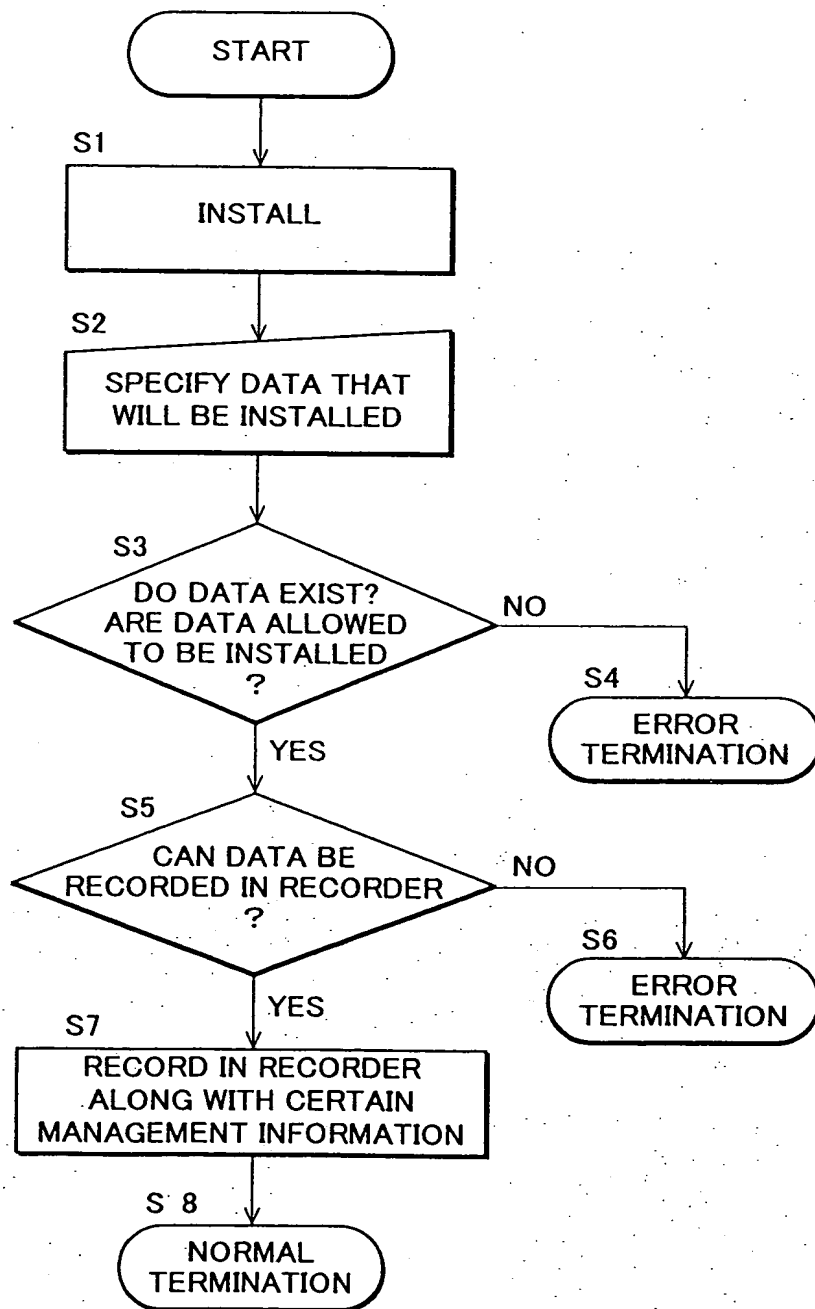 START
S1
INSTALL
S2
SPECIFY DATA THAT
WILL BE INSTALLED
S3
DO DATA EXIST?
ARE DATA ALLOWED
TO BE INSTALLED
?
NO
S4
ERROR
TERMINATION
YES
S5
CAN DATA BE
RECORDED IN RECORDER
?
NO
S6
ERROR
TERMINATION
YES
S7
RECORD IN RECORDER
ALONG WITH CERTAIN
MANAGEMENT INFORMATION
S 8
NORMAL
TERMINATION